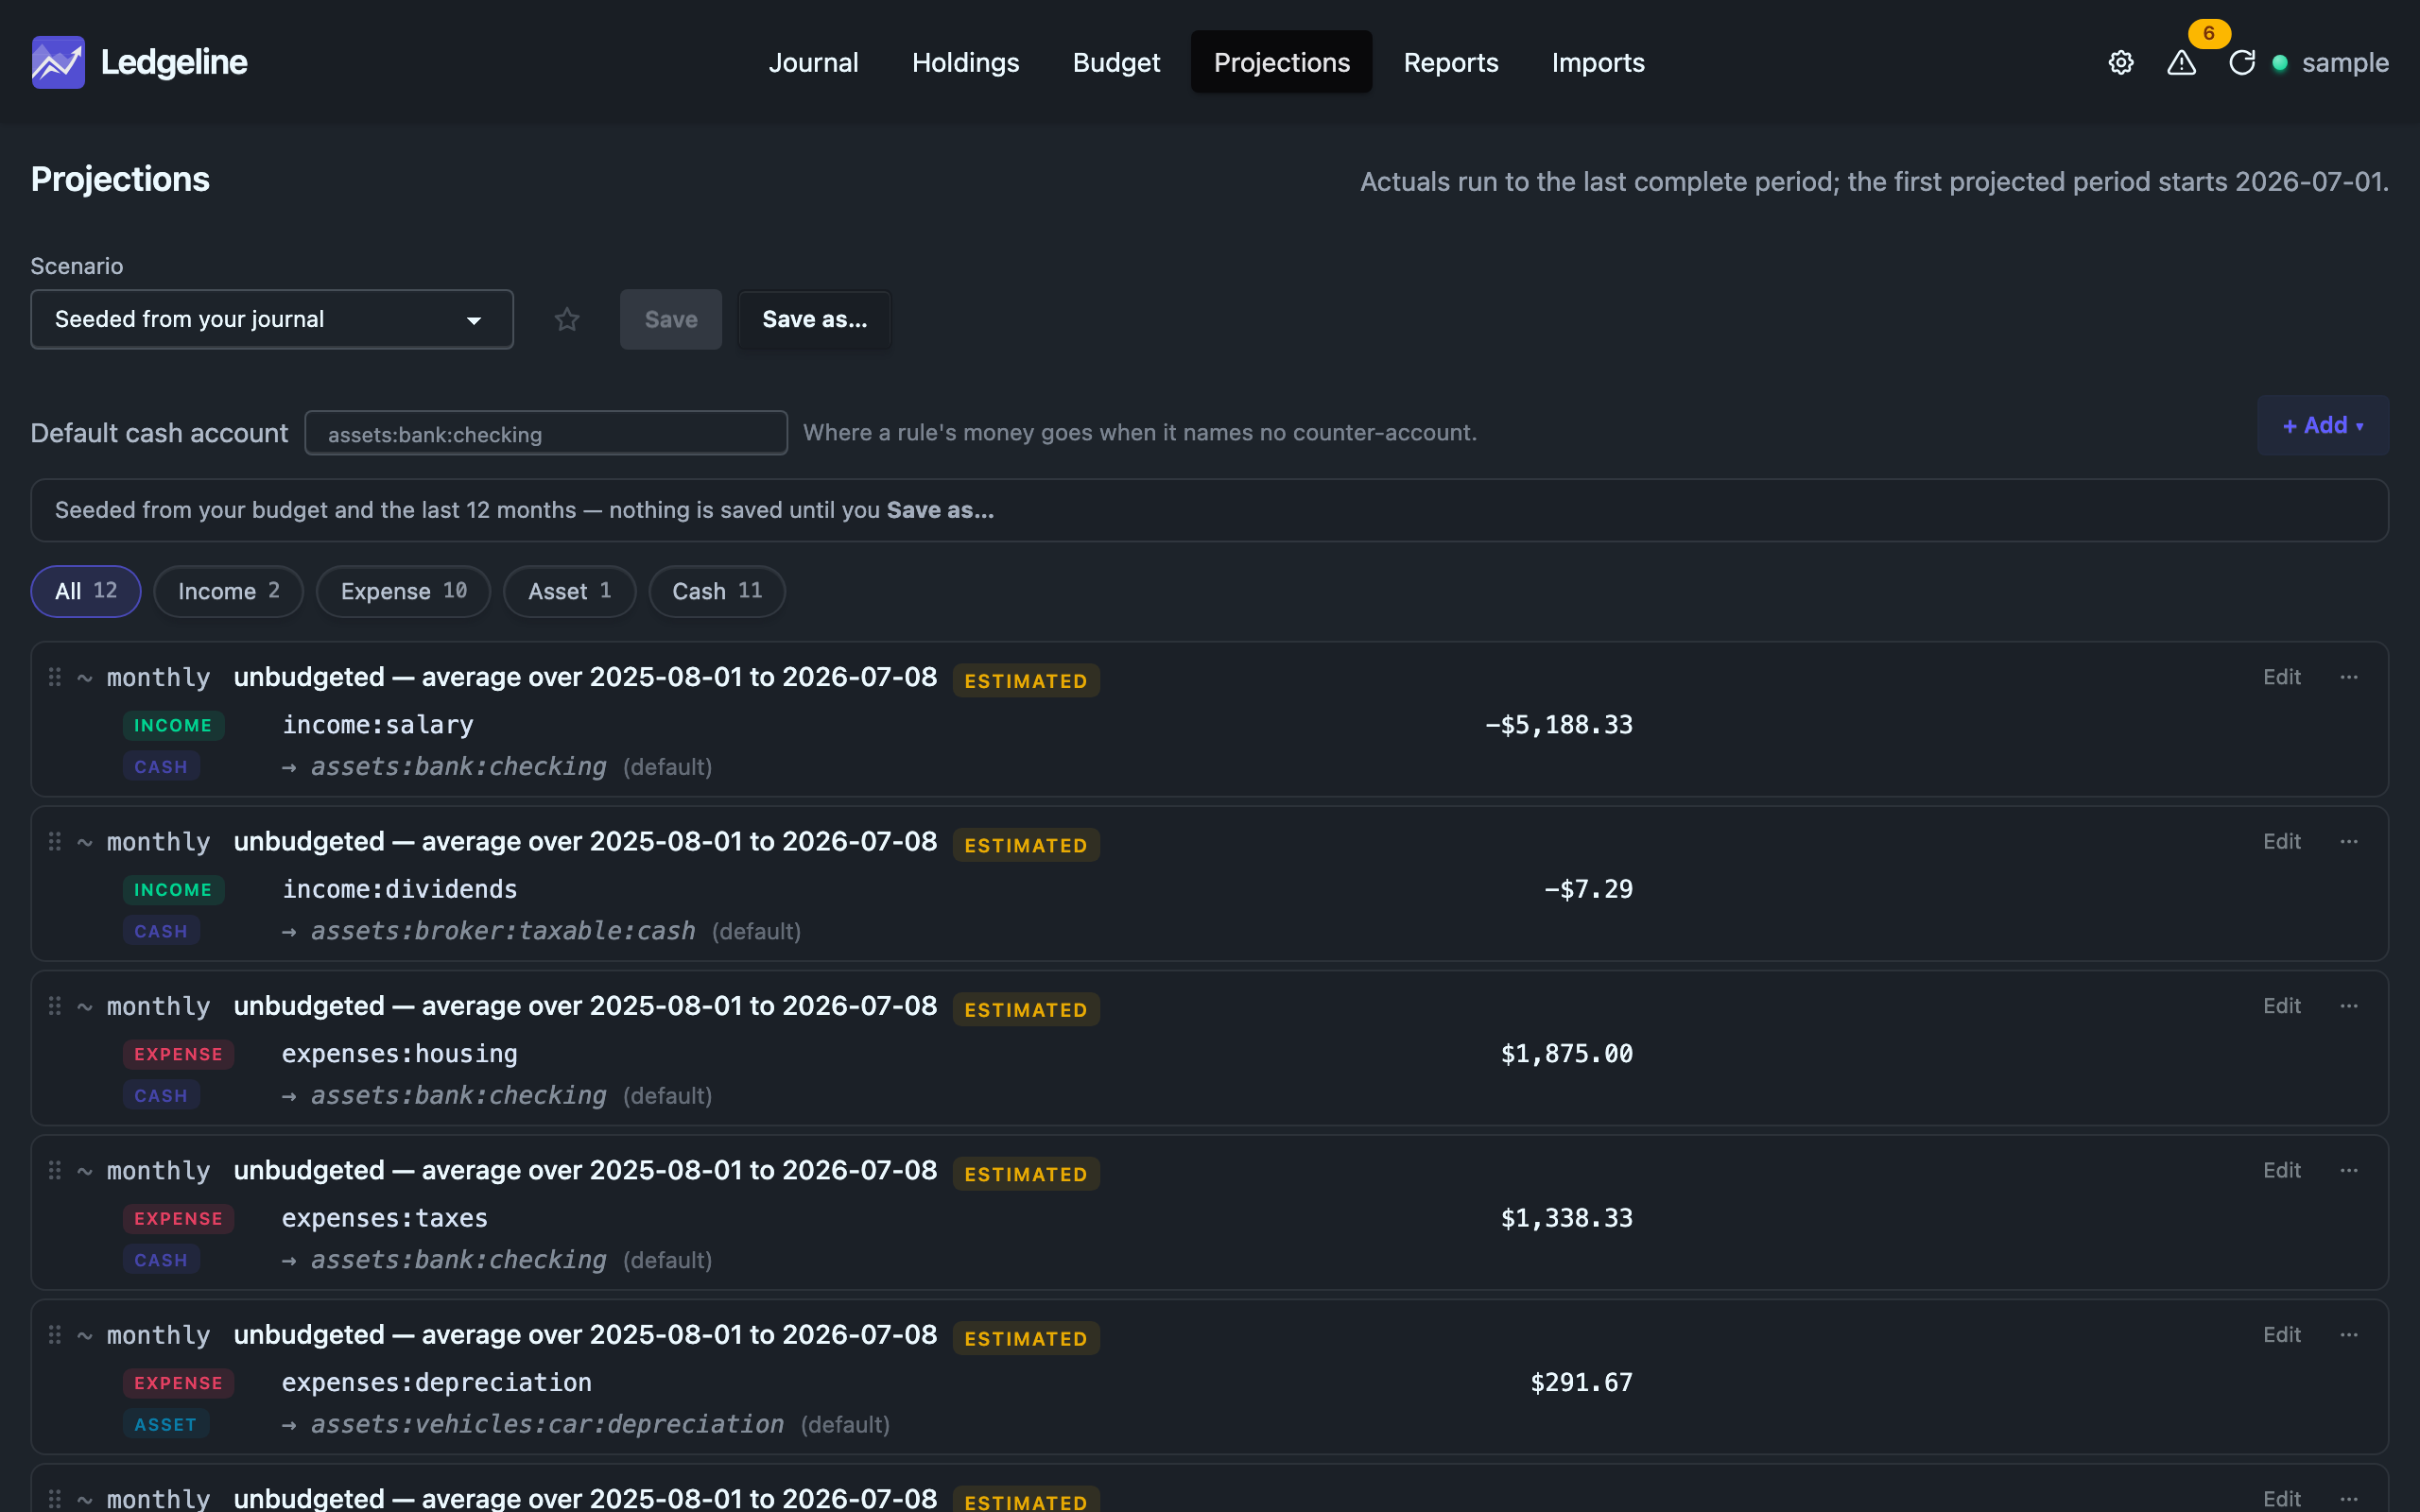 Ledgeline
Journal Holdings Budget Projections Reports Imports
6
sample
Projections
Actuals run to the last complete period; the first projected period starts 2026-07-01.
Scenario
Seeded from your journal
Save
Save as...
Default cash account
assets:bank:checking
Where a rule's money goes when it names no counter-account.
+ Add ▾
Seeded from your budget and the last 12 months — nothing is saved until you Save as...
All 12 Income 2 Expense 10 Asset 1 Cash 11
~ monthly unbudgeted — average over 2025-08-01 to 2026-07-08 ESTIMATED Edit ...
INCOME income:salary −$5,188.33
CASH → assets:bank:checking (default)
~ monthly unbudgeted — average over 2025-08-01 to 2026-07-08 ESTIMATED Edit ...
INCOME income:dividends −$7.29
CASH → assets:broker:taxable:cash (default)
~ monthly unbudgeted — average over 2025-08-01 to 2026-07-08 ESTIMATED Edit ...
EXPENSE expenses:housing $1,875.00
CASH → assets:bank:checking (default)
~ monthly unbudgeted — average over 2025-08-01 to 2026-07-08 ESTIMATED Edit ...
EXPENSE expenses:taxes $1,338.33
CASH → assets:bank:checking (default)
~ monthly unbudgeted — average over 2025-08-01 to 2026-07-08 ESTIMATED Edit ...
EXPENSE expenses:depreciation $291.67
ASSET → assets:vehicles:car:depreciation (default)
~ monthly unbudgeted — average over 2025-08-01 to 2026-07-08 ESTIMATED Edit ...